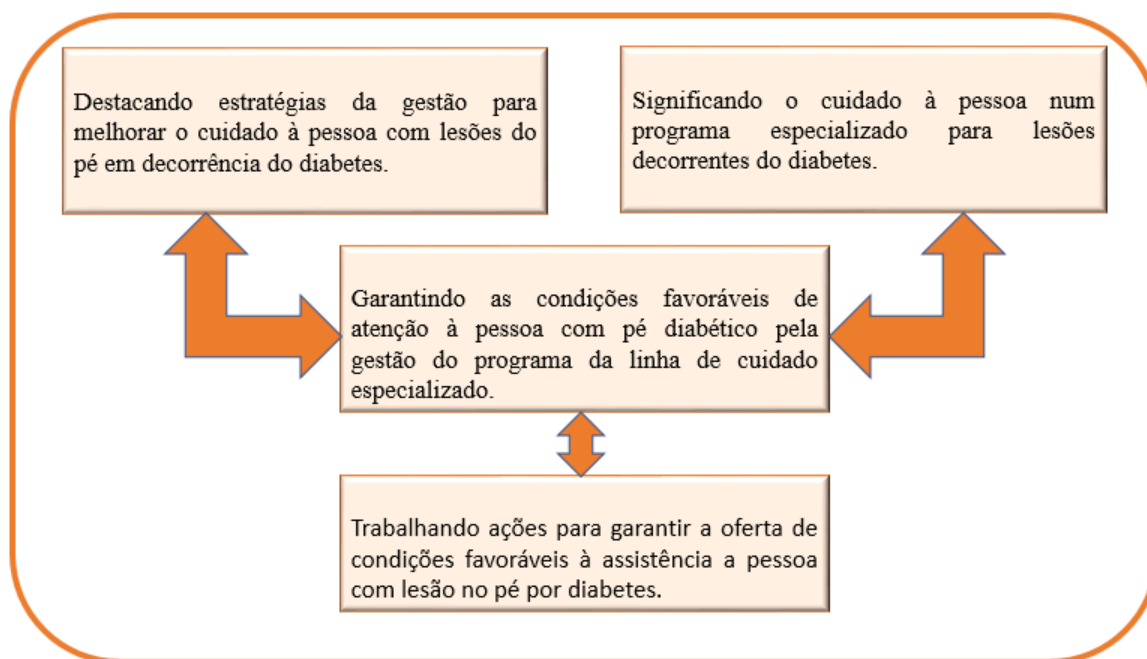 Destacando estratégias da gestão para
melhorar o cuidado à pessoa com lesões do
pé em decorrência do diabetes.
Significando o cuidado à pessoa num
programa especializado para lesões
decorrentes do diabetes.
Garantindo as condições favoráveis de
atenção à pessoa com pé diabético pela
gestão do programa da linha de cuidado
especializado.
Trabalhando ações para garantir a oferta de
condições favoráveis à assistência a pessoa
com lesão no pé por diabetes.